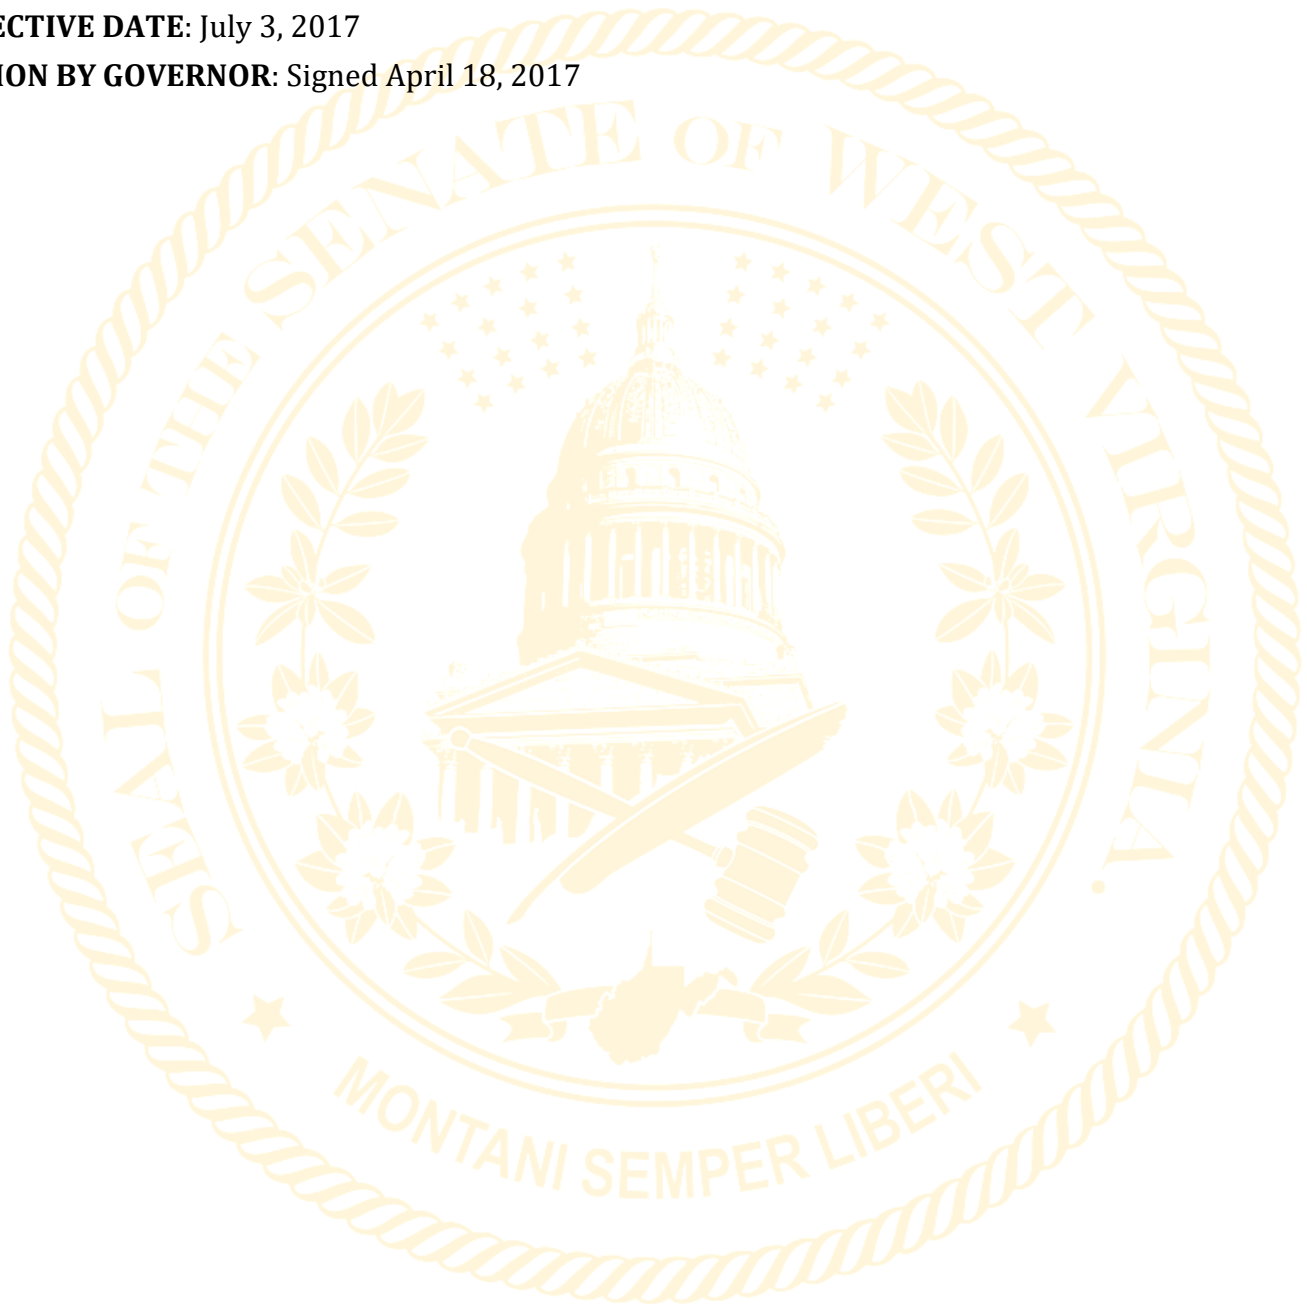 ECTIVE DATE: July 3, 2017
ION BY GOVERNOR: Signed April 18, 2017
SEAL OF THE SENATE OF WEST VIRGINIA.
MONTANI SEMPER LIBERI